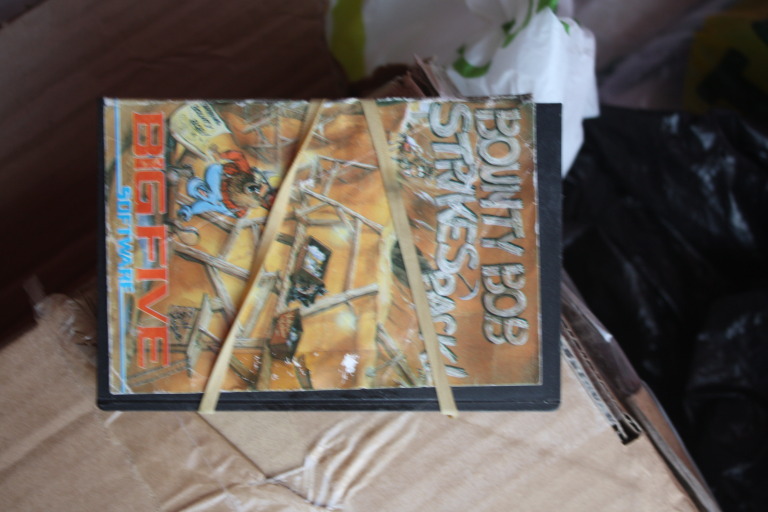 BOUNTY BOB
STRIKES BACK!
BIG FIVE
SOFTWARE